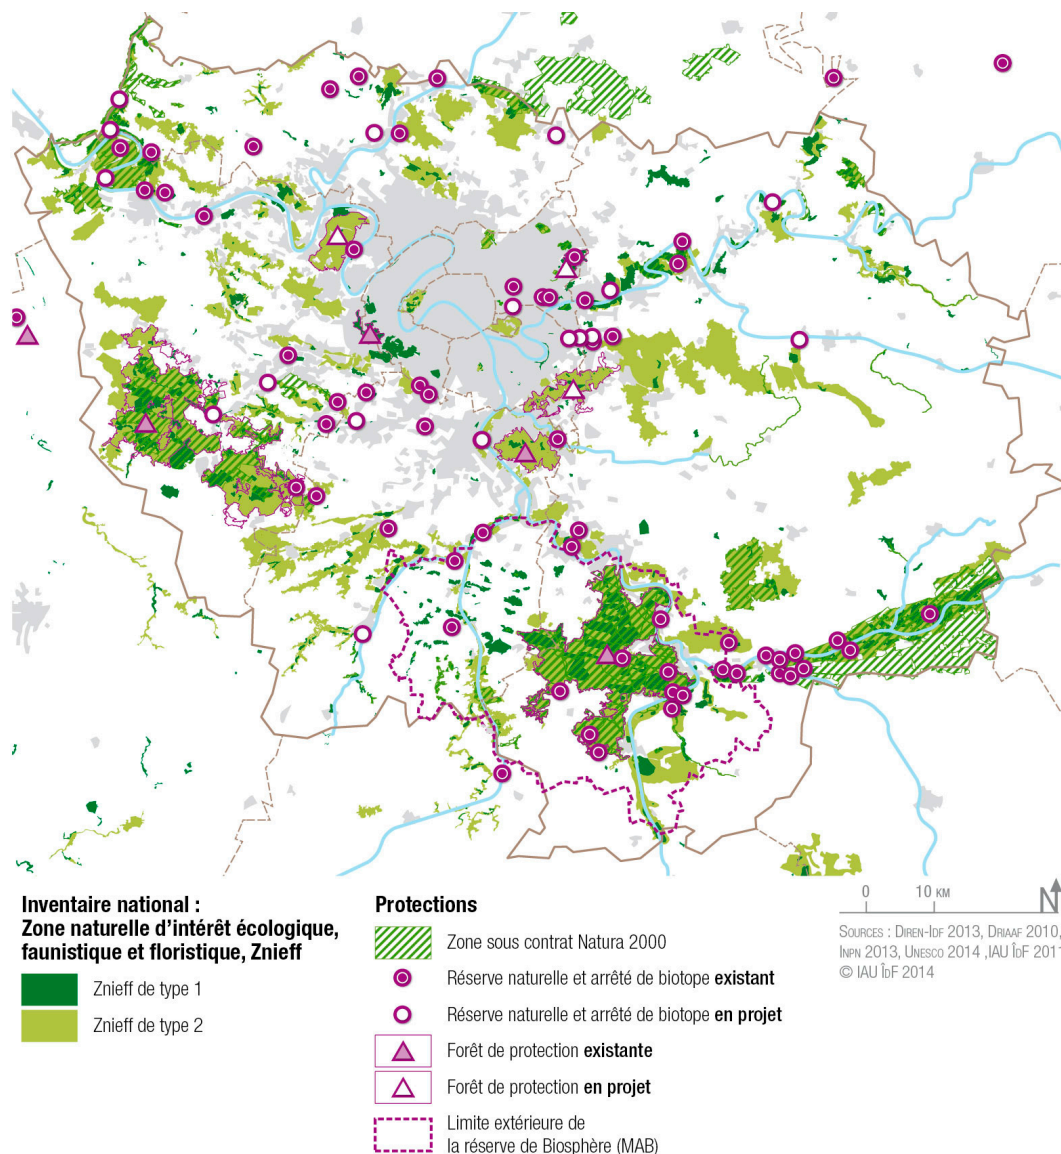 Inventaire national :
Zone naturelle d’intérêt écologique,
faunistique et floristique, Znieff
Znieff de type 1
Znieff de type 2
Protections
Zone sous contrat Natura 2000
Réserve naturelle et arrêté de biotope existant
Réserve naturelle et arrêté de biotope en projet
Forêt de protection existante
Forêt de protection en projet
Limite extérieure de
la réserve de Biosphère (MAB)
0 10 KM
N
SOURCES : DIREN-IDF 2013, DRIAAF 2010,
INPN 2013, UNESCO 2014 ,IAU ÎDF 2011
© IAU ÎDF 2014